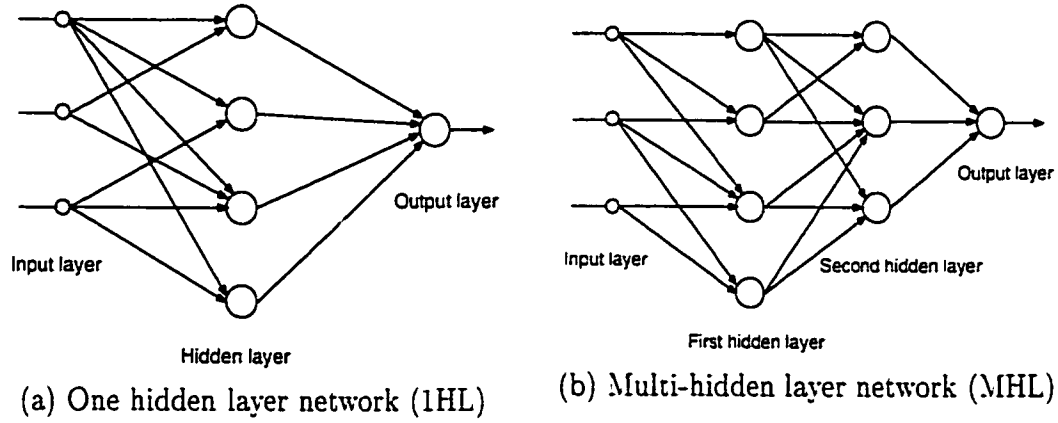 Output layer
Input layer
Hidden layer
(a) One hidden layer network (1HL)
Output layer
Input layer
Second hidden layer
First hidden layer
(b) Multi-hidden layer network (MHL)